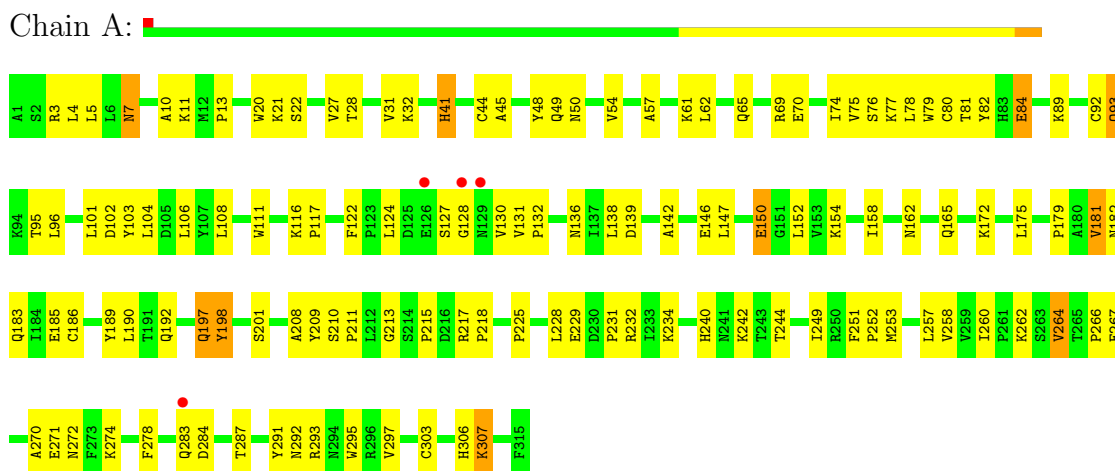 Chain A:
A1 S2 R3 L4 L5 L6 N7 A10 K11 M12 P13 W20 K21 S22 V27 T28 V31 K32 H41 C44 A45 Y48 Q49 N50 V54 A57 K61 L62 Q65 R69 E70 I74 V75 S76 K77 L78 W79 C80 T81 Y82 H83 E84 K89 C92
K94 T95 L96 L101 D102 Y103 L104 D105 L106 Y107 L108 W111 K116 P117 F122 P123 L124 D125 E126 S127 G128 N129 V130 V131 P132 N136 I137 L138 D139 A142 E146 L147 E150 G151 L152 V153 K154 I158 N162 Q165 K172 L175 P179 A180 V181
Q183 I184 E185 C186 Y189 L190 T191 Q192 Q197 Y198 S201 A208 Y209 S210 P211 L212 G213 S214 P215 D216 R217 P218 P225 L228 E229 D230 P231 R232 I233 K234 H240 N241 K242 T243 T244 I249 R250 F251 P252 M253 L257 V258 V259 I260 P261 K262 S263 V264 T265 P266
A270 E271 N272 F273 K274 F278 Q283 D284 T287 Y291 N292 R293 N294 W295 R296 V297 C303 H306 K307 F315